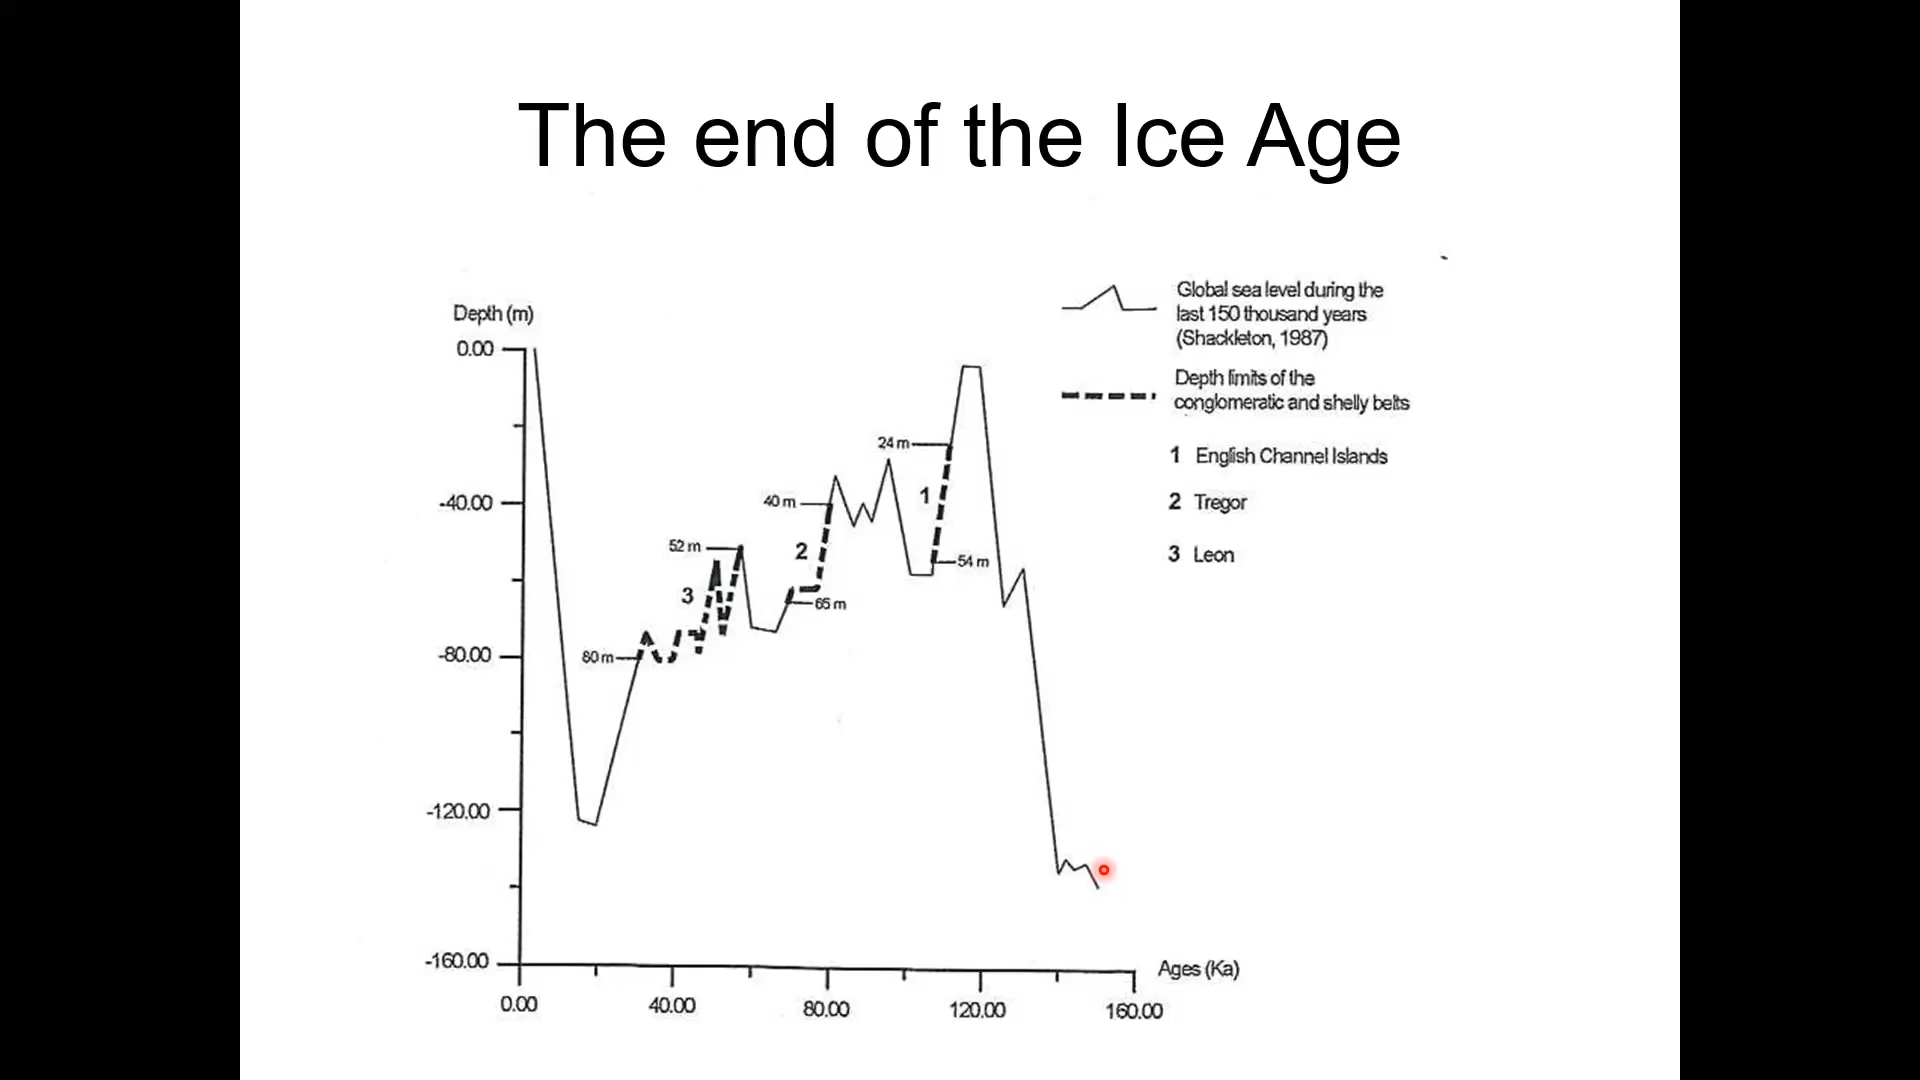 The end of the Ice Age
Depth (m)
Global sea level during the
last 150 thousand years
(Shackleton, 1987)
Depth limits of the
conglomeratic and shelly belts
1 English Channel Islands
2 Tregor
3 Leon
0.00
-40.00
-80.00
-120.00
-160.00
24 m
1
54 m
40 m
2
65 m
52 m
3
80 m
Ages (Ka)
0.00
40.00
80.00
120.00
160.00